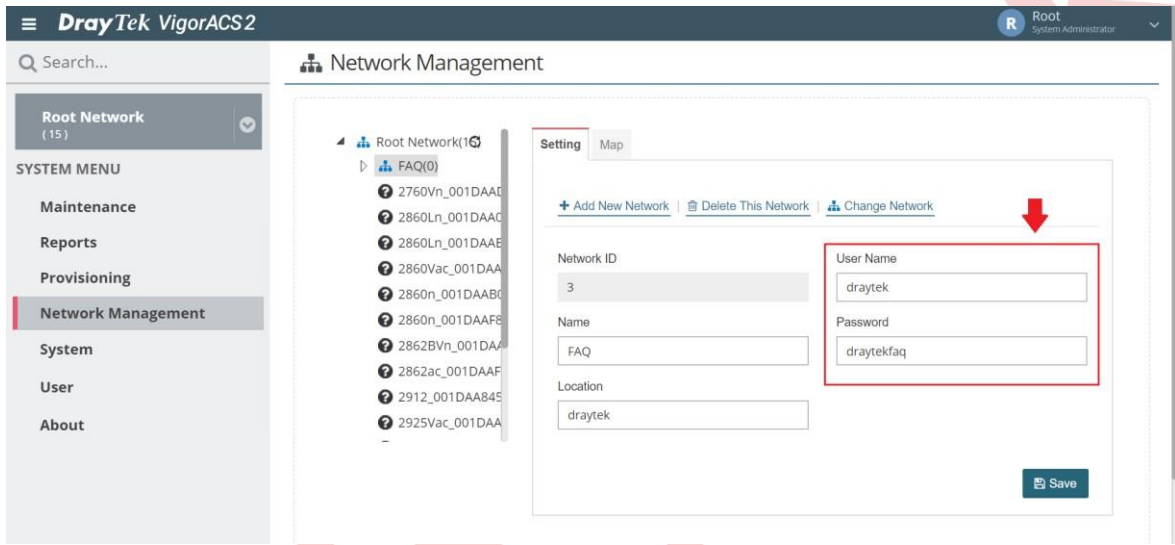 DrayTek VigorACS 2
R
Root
System Administrator
Search...
Network Management
Root Network
(15)
SYSTEM MENU
Maintenance
Reports
Provisioning
Network Management
System
User
About
Root Network(1
FAQ(0)
2760Vn_001DAAD
2860Ln_001DAAC
2860Ln_001DAAE
2860Vac_001DAA
2860n_001DAAB0
2860n_001DAAF8
2862BVn_001DAA
2862ac_001DAAF
2912_001DAA845
2925Vac_001DAA
Setting Map
+ Add New Network | Delete This Network | Change Network
Network ID
3
Name
FAQ
Location
draytek
User Name
draytek
Password
draytekfaq
Save